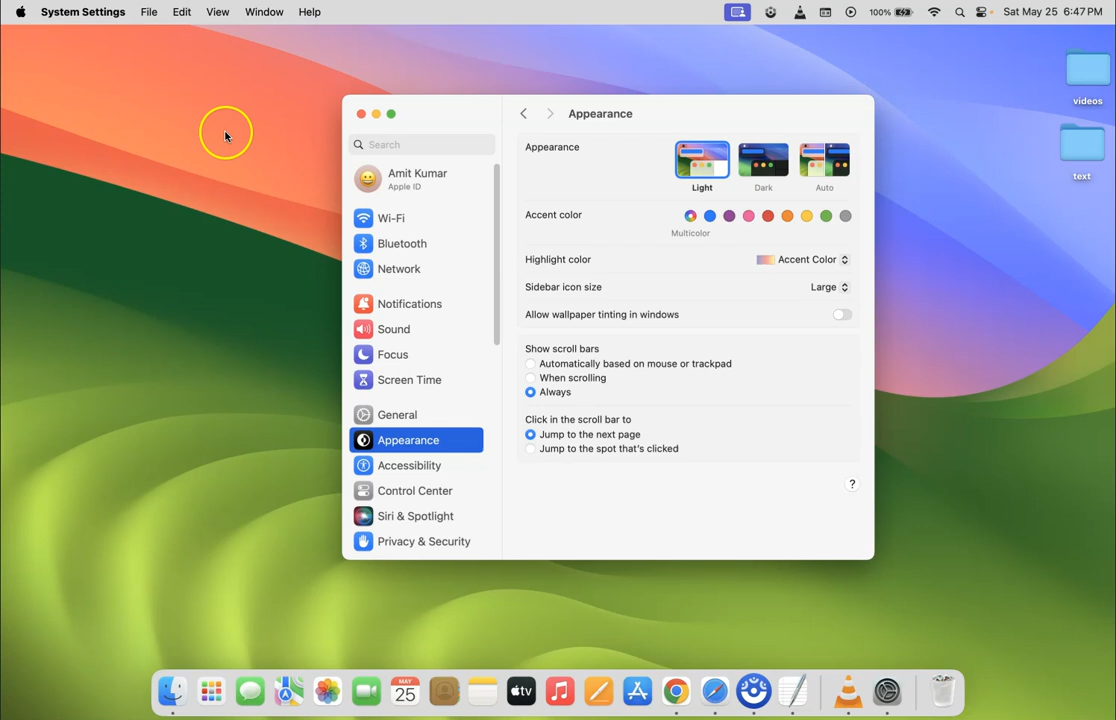 System Settings File Edit View Window Help 100% Sat May 25 6:47 PM
videos
text
Search
Amit Kumar
Apple ID
Wi-Fi
Bluetooth
Network
Notifications
Sound
Focus
Screen Time
General
Appearance
Accessibility
Control Center
Siri & Spotlight
Privacy & Security
Appearance
Appearance
Light Dark Auto
Accent color
Multicolor
Highlight color Accent Color
Sidebar icon size Large
Allow wallpaper tinting in windows
Show scroll bars
Automatically based on mouse or trackpad
When scrolling
Always
Click in the scroll bar to
Jump to the next page
Jump to the spot that's clicked
?
MAY
25
tv